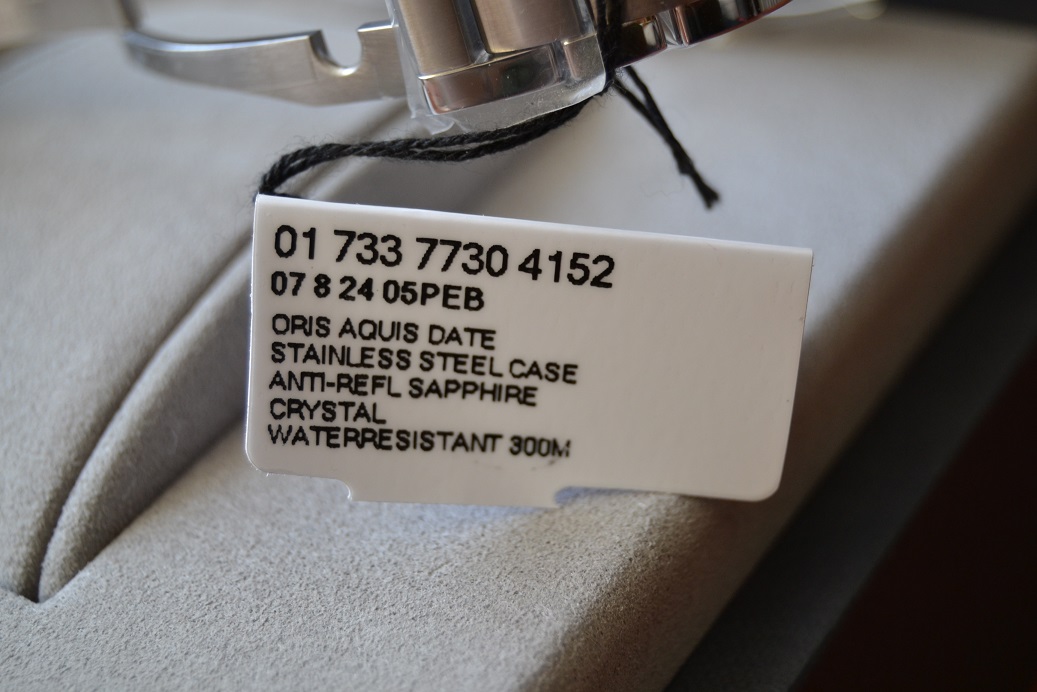 01 733 7730 4152
07 8 24 05PEB
ORIS AQUIS DATE
STAINLESS STEEL CASE
ANTI-REFL SAPPHIRE
CRYSTAL
WATERRESISTANT 300M